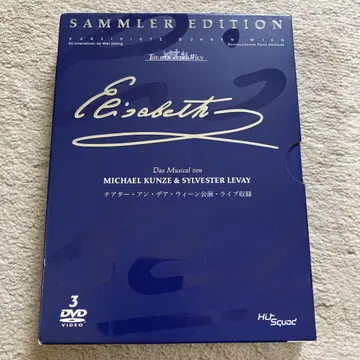 SAMMLER EDITION
VEREINIGTE BÜHNEN WIEN
THEATER AN DER WIEN
Elisabeth
Das Musical von
MICHAEL KUNZE & SYLVESTER LEVAY
テアター・アン・デア・ウィーン公演・ライブ収録
3
DVD
VIDEO
HitSquad